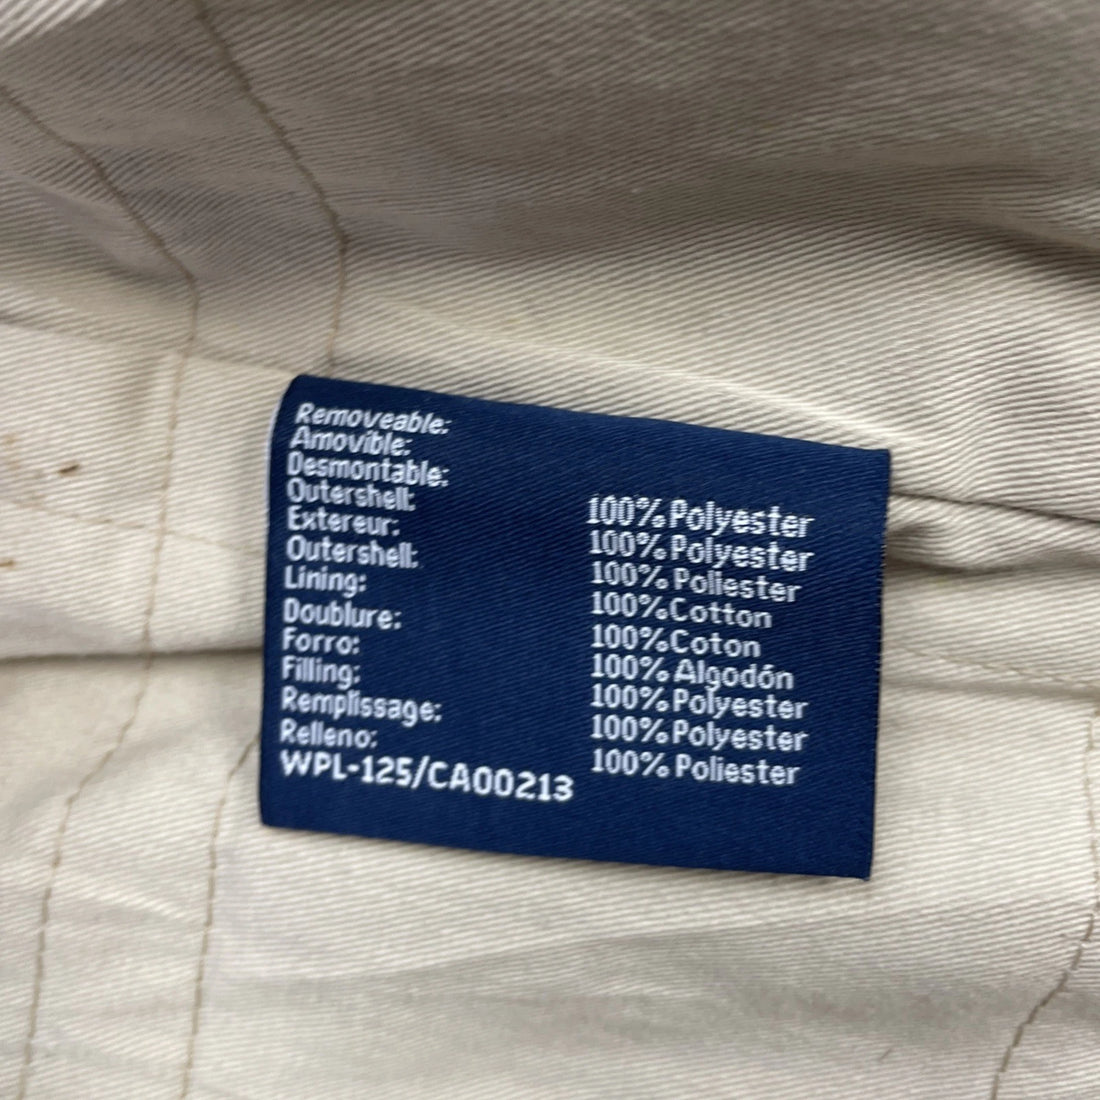 Removeable:
Amovible:
Desmontable:
Outershell: 100% Polyester
Extereur: 100% Polyester
Outershell: 100% Poliester
Lining: 100% Cotton
Doublure: 100% Coton
Forro: 100% Algodón
Filling: 100% Polyester
Remplissage: 100% Polyester
Relleno: 100% Poliester
WPL-125/CA00213